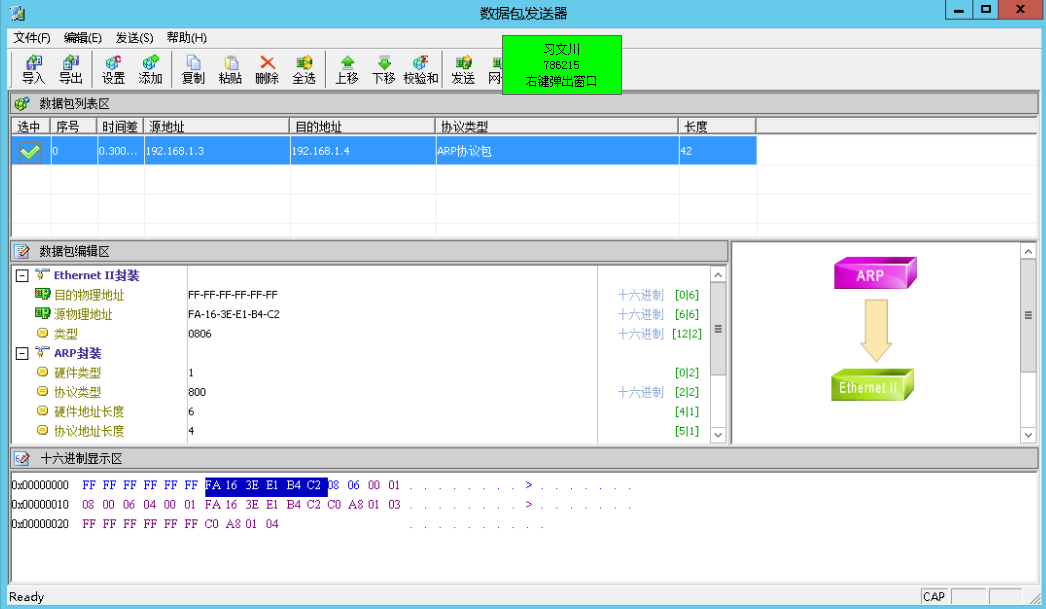 数据包发送器
文件(F) 编辑(E) 发送(S) 帮助(H)
习文川
786215
右键弹出窗口
导入 导出 设置 添加 复制 粘贴 删除 全选 上移 下移 校验和 发送 网
数据包列表区
选中 序号 时间差 源地址 目的地址 协议类型 长度
0 0.300... 192.168.1.3 192.168.1.4 ARP协议包 42
数据包编辑区
Ethernet II封装
目的物理地址 FF-FF-FF-FF-FF-FF 十六进制 [0|6]
源物理地址 FA-16-3E-E1-B4-C2 十六进制 [6|6]
类型 0806 十六进制 [12|2]
ARP封装
硬件类型 1 [0|2]
协议类型 800 十六进制 [2|2]
硬件地址长度 6 [4|1]
协议地址长度 4 [5|1]
ARP
Ethernet II
十六进制显示区
0x00000000 FF FF FF FF FF FF FA 16 3E E1 B4 C2 08 06 00 01 . . . . . . . . > . . . . . . .
0x00000010 08 00 06 04 00 01 FA 16 3E E1 B4 C2 C0 A8 01 03 . . . . . . . . > . . . . . . .
0x00000020 FF FF FF FF FF FF C0 A8 01 04 . . . . . . . . . .
Ready CAP